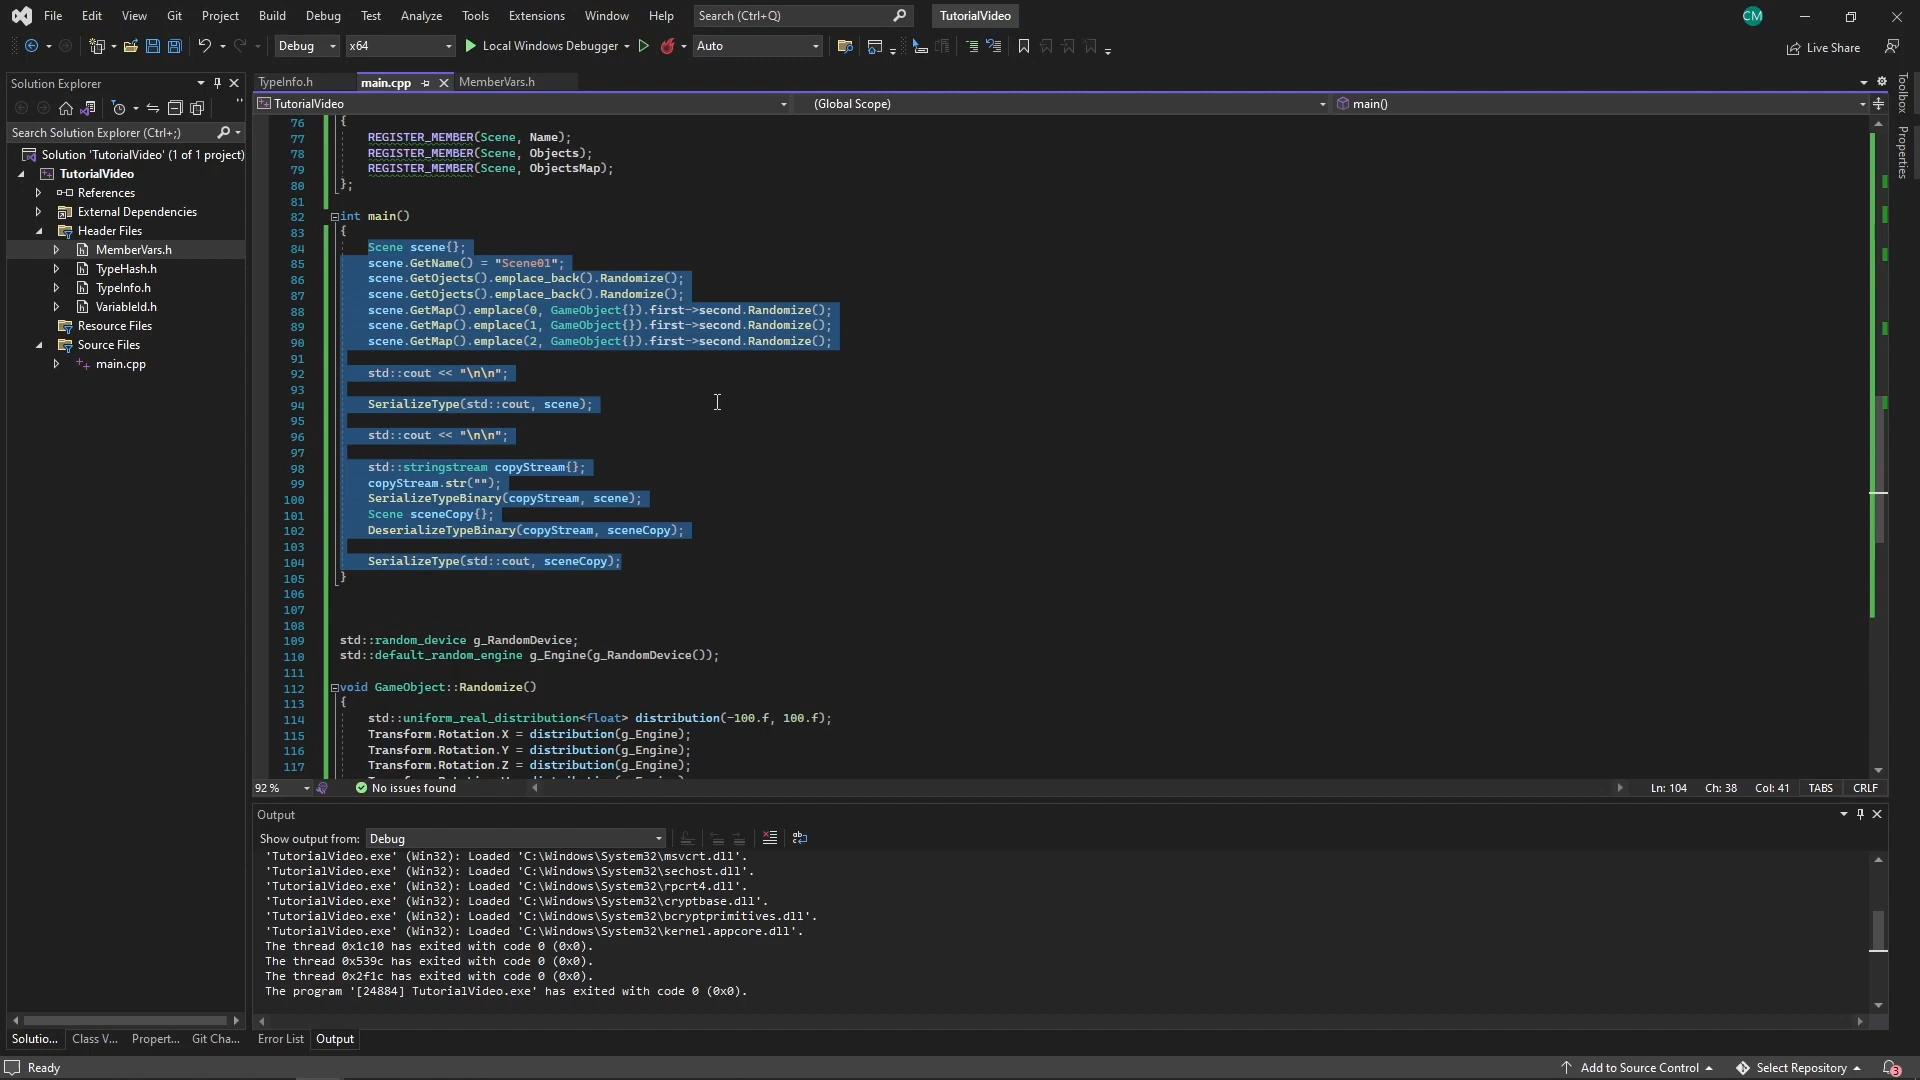 File Edit View Git Project Build Debug Test Analyze Tools Extensions Window Help Search (Ctrl+Q) TutorialVideo CM
Debug x64 Local Windows Debugger Auto Live Share
Solution Explorer
Search Solution Explorer (Ctrl+;)
Solution 'TutorialVideo' (1 of 1 project)
TutorialVideo
References
External Dependencies
Header Files
MemberVars.h
TypeHash.h
TypeInfo.h
VariableId.h
Resource Files
Source Files
main.cpp
TypeInfo.h main.cpp MemberVars.h
TutorialVideo (Global Scope) main()
76 {
77 REGISTER_MEMBER(Scene, Name);
78 REGISTER_MEMBER(Scene, Objects);
79 REGISTER_MEMBER(Scene, ObjectsMap);
80 };
81
82 int main()
83 {
84 Scene scene{};
85 scene.GetName() = "Scene01";
86 scene.GetOjects().emplace_back().Randomize();
87 scene.GetOjects().emplace_back().Randomize();
88 scene.GetMap().emplace(0, GameObject{}).first->second.Randomize();
89 scene.GetMap().emplace(1, GameObject{}).first->second.Randomize();
90 scene.GetMap().emplace(2, GameObject{}).first->second.Randomize();
91
92 std::cout << "\n\n";
93
94 SerializeType(std::cout, scene);
95
96 std::cout << "\n\n";
97
98 std::stringstream copyStream{};
99 copyStream.str("");
100 SerializeTypeBinary(copyStream, scene);
101 Scene sceneCopy{};
102 DeserializeTypeBinary(copyStream, sceneCopy);
103
104 SerializeType(std::cout, sceneCopy);
105 }
106
107
108
109 std::random_device g_RandomDevice;
110 std::default_random_engine g_Engine(g_RandomDevice());
111
112 void GameObject::Randomize()
113 {
114 std::uniform_real_distribution<float> distribution(-100.f, 100.f);
115 Transform.Rotation.X = distribution(g_Engine);
116 Transform.Rotation.Y = distribution(g_Engine);
117 Transform.Rotation.Z = distribution(g_Engine);
92 % No issues found Ln: 104 Ch: 38 Col: 41 TABS CRLF
Output
Show output from: Debug
'TutorialVideo.exe' (Win32): Loaded 'C:\Windows\System32\msvcrt.dll'.
'TutorialVideo.exe' (Win32): Loaded 'C:\Windows\System32\sechost.dll'.
'TutorialVideo.exe' (Win32): Loaded 'C:\Windows\System32\rpcrt4.dll'.
'TutorialVideo.exe' (Win32): Loaded 'C:\Windows\System32\cryptbase.dll'.
'TutorialVideo.exe' (Win32): Loaded 'C:\Windows\System32\bcryptprimitives.dll'.
'TutorialVideo.exe' (Win32): Loaded 'C:\Windows\System32\kernel.appcore.dll'.
The thread 0x1c10 has exited with code 0 (0x0).
The thread 0x539c has exited with code 0 (0x0).
The thread 0x2f1c has exited with code 0 (0x0).
The program '[24884] TutorialVideo.exe' has exited with code 0 (0x0).
Solutio... Class V... Propert... Git Cha... Error List Output
Ready Add to Source Control Select Repository 3
Toolbox
Properties